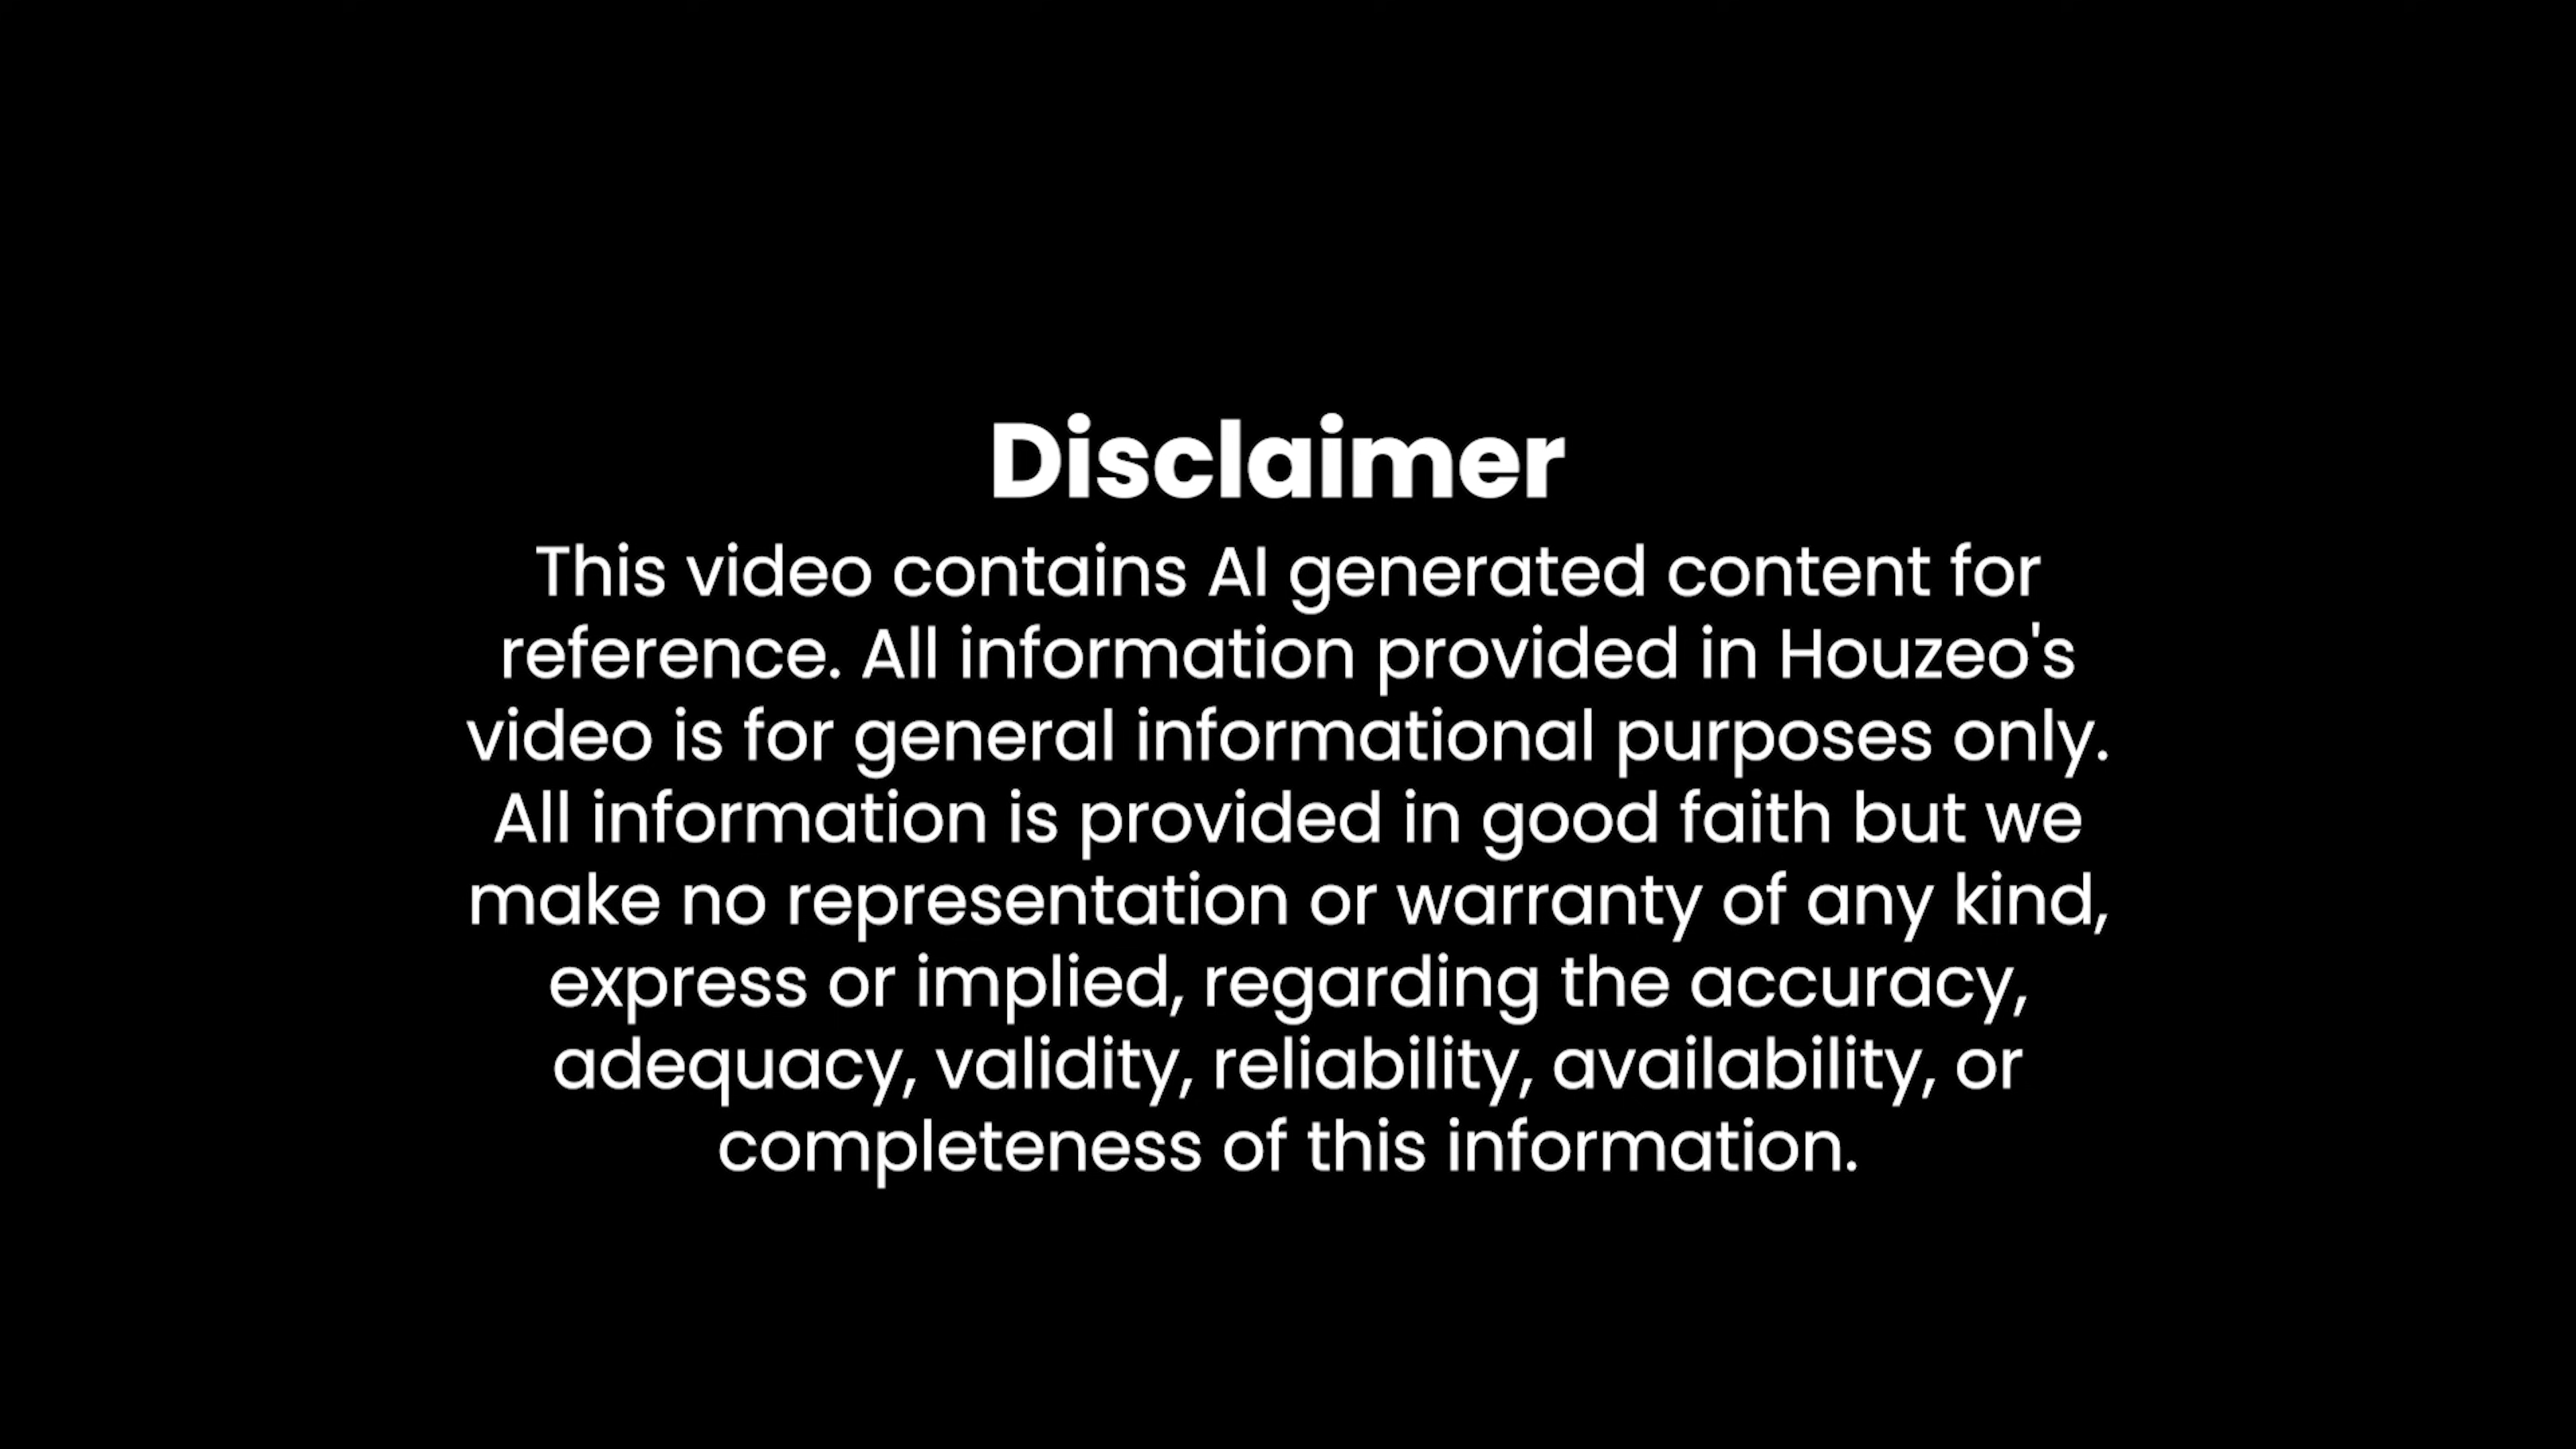 Disclaimer
This video contains AI generated content for
reference. All information provided in Houzeo's
video is for general informational purposes only.
All information is provided in good faith but we
make no representation or warranty of any kind,
express or implied, regarding the accuracy,
adequacy, validity, reliability, availability, or
completeness of this information.